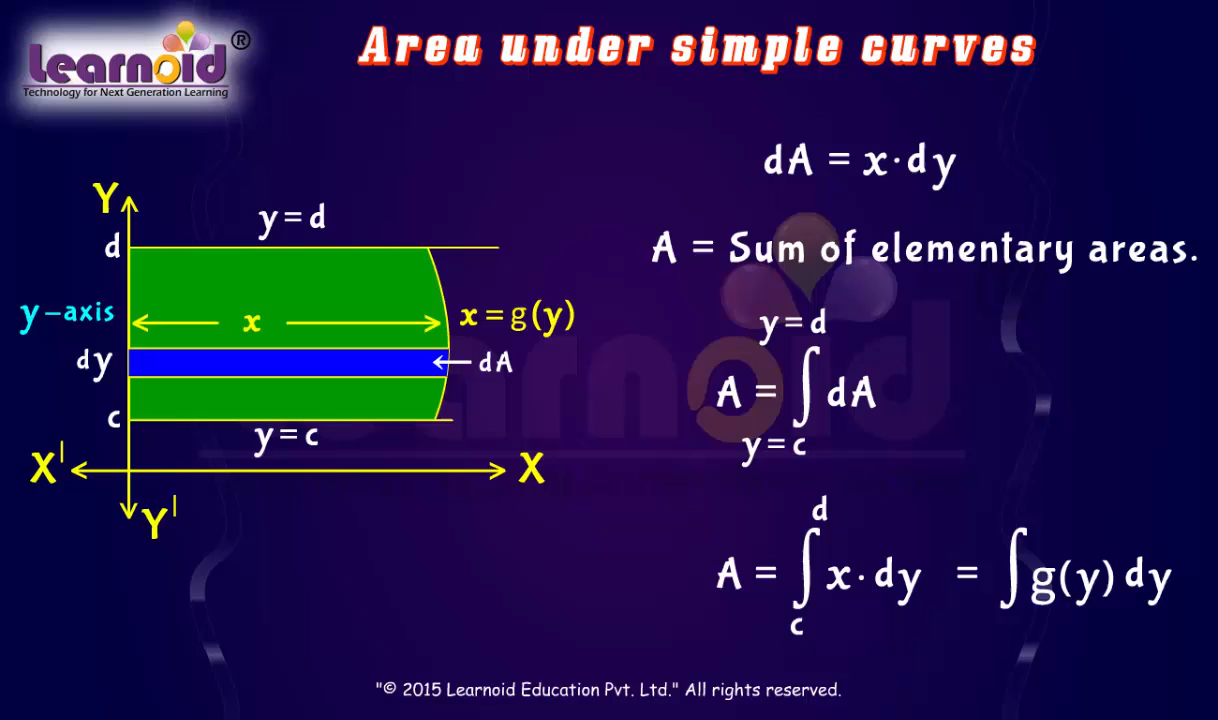 Learnoid®
Technology for Next Generation Learning
Area under simple curves
dA = x·dy
A = Sum of elementary areas.
y = d
A = ∫ dA
y = c
d
A = ∫ x·dy = ∫ g(y) dy
c
Y
y = d
d
y-axis
x
x = g(y)
dy
dA
c
y = c
X'
X
Y'
"© 2015 Learnoid Education Pvt. Ltd." All rights reserved.